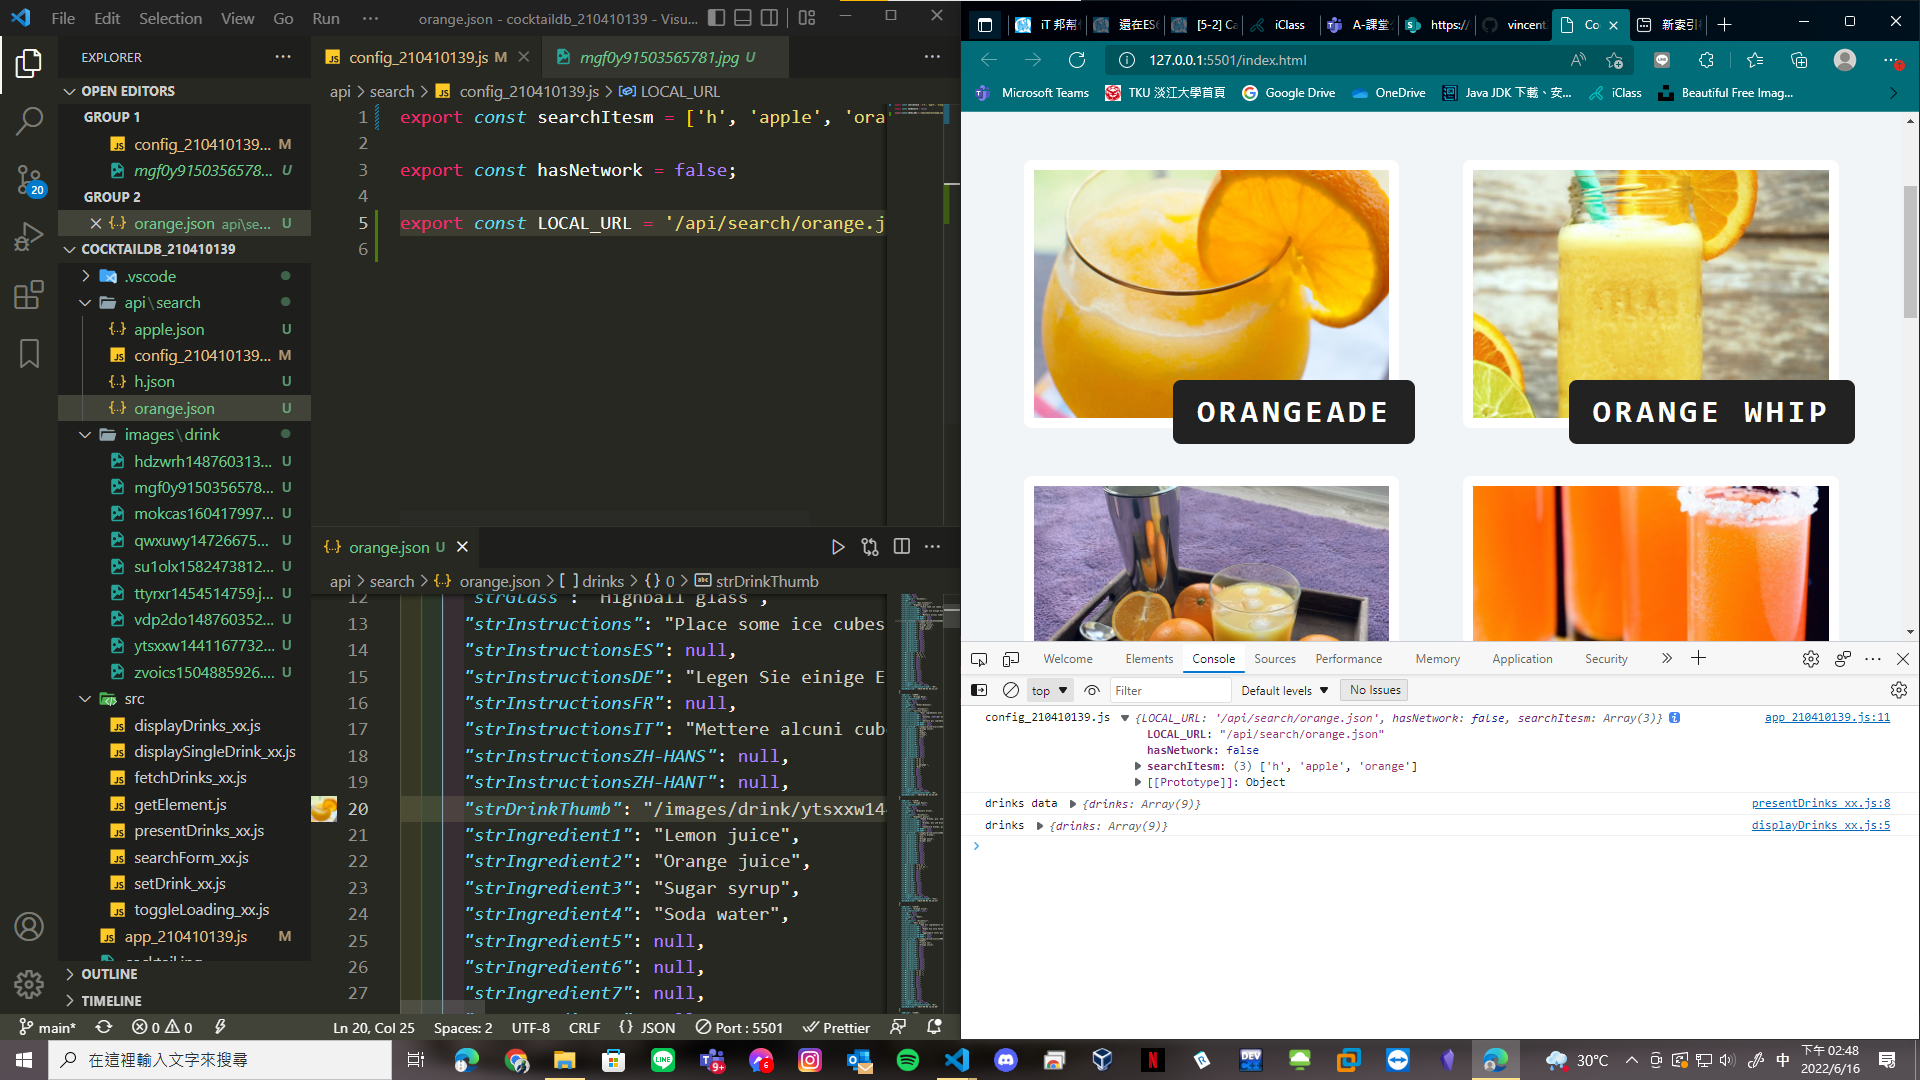 File Edit Selection View Go Run ··· orange.json - cocktaildb_210410139 - Visu...
EXPLORER
OPEN EDITORS
GROUP 1
config_210410139... M
mgf0y9150356578... U
GROUP 2
orange.json api\se... U
COCKTAILDB_210410139
.vscode
api\search
apple.json U
config_210410139... M
h.json U
orange.json U
images\drink
hdzwrh148760313... U
mgf0y9150356578... U
mokcas160417997... U
qwxuwy14726675... U
su1olx1582473812... U
ttyrxr1454514759.j... U
vdp2do148760352... U
ytsxxw1441167732... U
zvoics1504885926.... U
src
displayDrinks_xx.js
displaySingleDrink_xx.js
fetchDrinks_xx.js
getElement.js
presentDrinks_xx.js
searchForm_xx.js
setDrink_xx.js
toggleLoading_xx.js
app_210410139.js M
OUTLINE
TIMELINE
20
config_210410139.js M
mgf0y91503565781.jpg U
api > search > config_210410139.js > LOCAL_URL
1 export const searchItesm = ['h', 'apple', 'ora
2
3 export const hasNetwork = false;
4
5 export const LOCAL_URL = '/api/search/orange.j
6
orange.json U
api > search > orange.json > [ ] drinks > {} 0 > strDrinkThumb
12 "strGlass": "Highball glass",
13 "strInstructions": "Place some ice cubes
14 "strInstructionsES": null,
15 "strInstructionsDE": "Legen Sie einige E
16 "strInstructionsFR": null,
17 "strInstructionsIT": "Mettere alcuni cub
18 "strInstructionsZH-HANS": null,
19 "strInstructionsZH-HANT": null,
20 "strDrinkThumb": "/images/drink/ytsxxw14
21 "strIngredient1": "Lemon juice",
22 "strIngredient2": "Orange juice",
23 "strIngredient3": "Sugar syrup",
24 "strIngredient4": "Soda water",
25 "strIngredient5": null,
26 "strIngredient6": null,
27 "strIngredient7": null,
main* 0 0 Ln 20, Col 25 Spaces: 2 UTF-8 CRLF {} JSON Port : 5501 Prettier
iT 邦幫 還在ES6 [5-2] Ca iClass A-課堂 https:// vincent Co 新索引
127.0.0.1:5501/index.html
Microsoft Teams TKU 淡江大學首頁 Google Drive OneDrive Java JDK 下載、安... iClass Beautiful Free Imag...
ORANGEADE
ORANGE WHIP
Welcome Elements Console Sources Performance Memory Application Security
top Filter Default levels No Issues
config_210410139.js {LOCAL_URL: '/api/search/orange.json', hasNetwork: false, searchItesm: Array(3)} app_210410139.js:11
LOCAL_URL: "/api/search/orange.json"
hasNetwork: false
searchItesm: (3) ['h', 'apple', 'orange']
[[Prototype]]: Object
drinks data {drinks: Array(9)} presentDrinks_xx.js:8
drinks {drinks: Array(9)} displayDrinks_xx.js:5
在這裡輸入文字來搜尋
9+
6
DEV
30°C
中
下午 02:48
2022/6/16